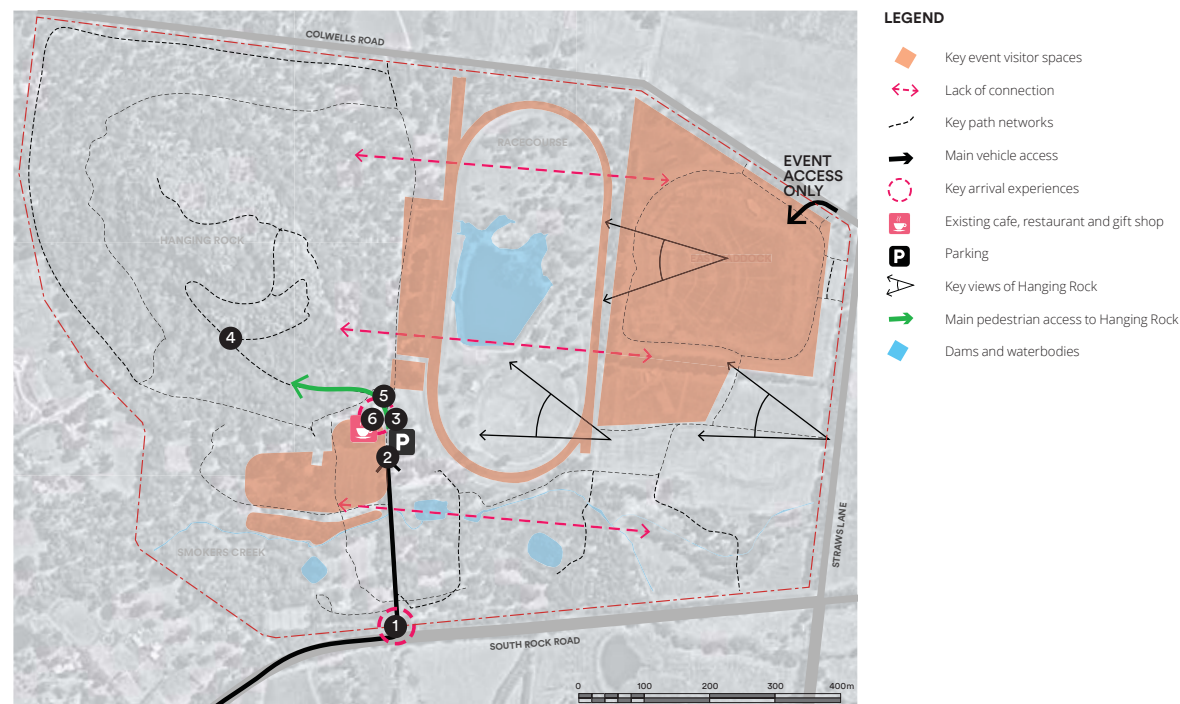 COLWELLS ROAD
RACECOURSE
EVENT
ACCESS
ONLY
HANGING ROCK
EAST PADDOCK
4
5
6
3
P
2
SMOKERS CREEK
STRAWS LANE
1
SOUTH ROCK ROAD
0 100 200 300 400m
LEGEND
Key event visitor spaces
Lack of connection
Key path networks
Main vehicle access
Key arrival experiences
Existing cafe, restaurant and gift shop
P Parking
Key views of Hanging Rock
Main pedestrian access to Hanging Rock
Dams and waterbodies